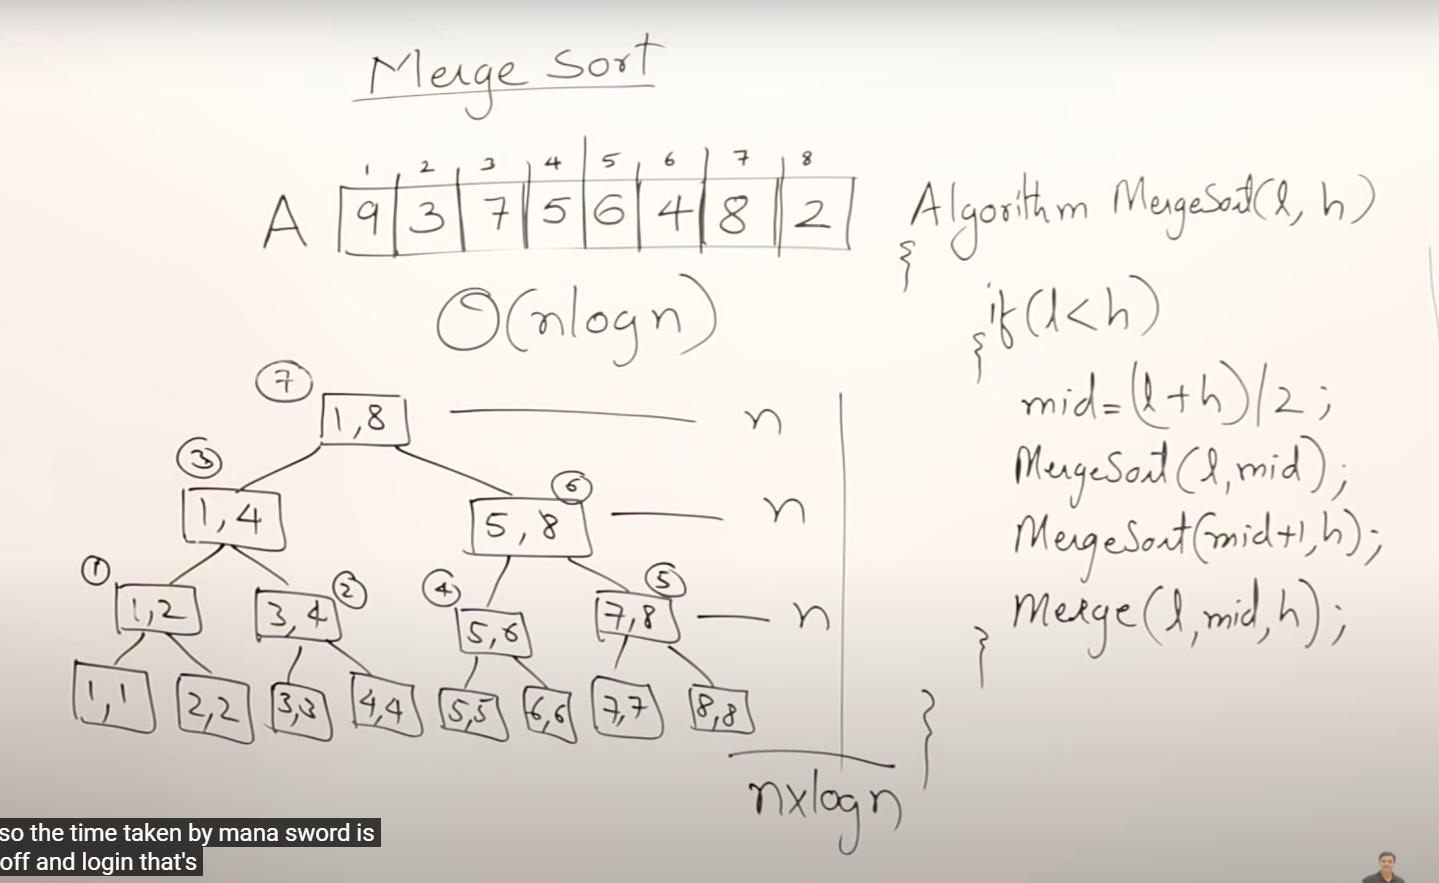 Merge Sort
1 2 3 4 5 6 7 8
A 9 3 7 5 6 4 8 2
O(nlogn)
7
1,8 n
3 6
1,4 5,8 n
1 2 4 5
1,2 3,4 5,6 7,8 n
1,1 2,2 3,3 4,4 5,5 6,6 7,7 8,8
nxlogn
Algorithm MergeSort(l, h)
{
if(l<h)
{
mid=(l+h)/2;
MergeSort(l,mid);
MergeSort(mid+1,h);
Merge(l,mid,h);
}
}
so the time taken by mana sword is
off and login that's